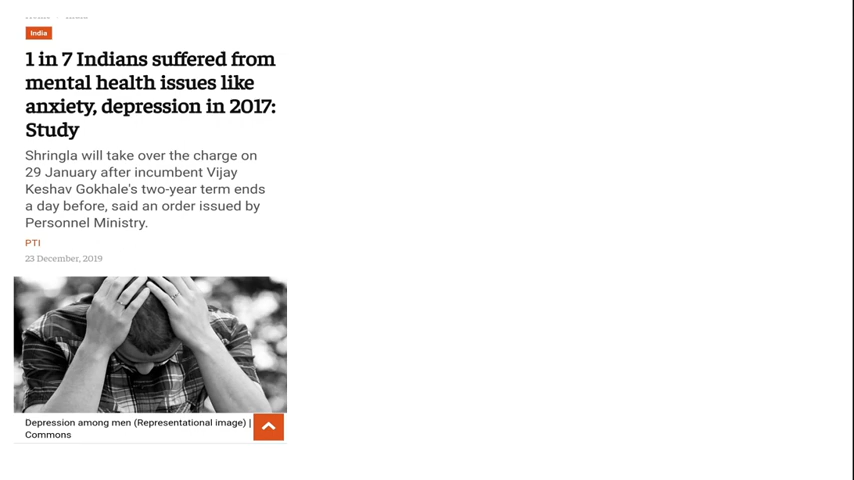 India
1 in 7 Indians suffered from
mental health issues like
anxiety, depression in 2017:
Study
Shringla will take over the charge on
29 January after incumbent Vijay
Keshav Gokhale's two-year term ends
a day before, said an order issued by
Personnel Ministry.
PTI
23 December, 2019
Depression among men (Representational image) |
Commons